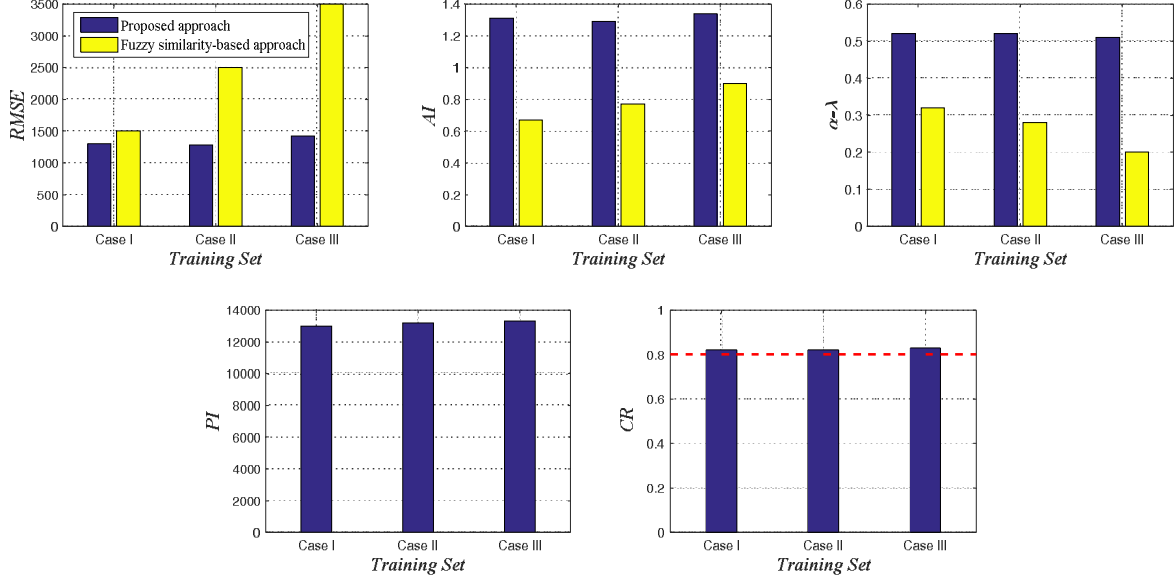 3500
3000
2500
2000
1500
1000
500
0
RMSE
Proposed approach
Fuzzy similarity-based approach
Case I Case II Case III
Training Set
1.4
1.2
1
0.8
0.6
0.4
0.2
0
AI
Case I Case II Case III
Training Set
0.6
0.5
0.4
0.3
0.2
0.1
0
α-λ
Case I Case II Case III
Training Set
14000
12000
10000
8000
6000
4000
2000
0
PI
Case I Case II Case III
Training Set
1
0.8
0.6
0.4
0.2
0
CR
Case I Case II Case III
Training Set